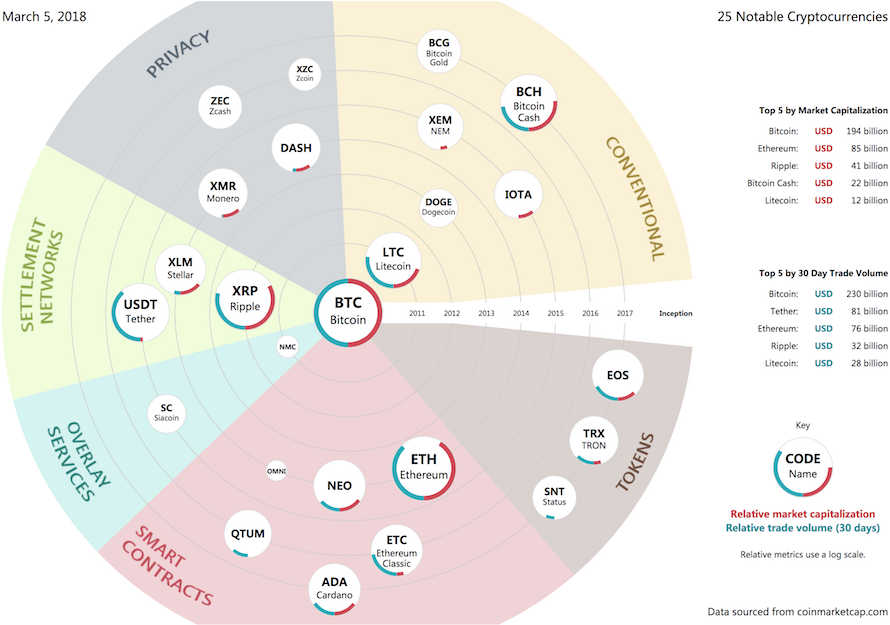 March 5, 2018
25 Notable Cryptocurrencies
PRIVACY
XZC
Zcoin
ZEC
Zcash
DASH
XMR
Monero
CONVENTIONAL
BCG
Bitcoin
Gold
BCH
Bitcoin
Cash
XEM
NEM
IOTA
DOGE
Dogecoin
LTC
Litecoin
SETTLEMENT
NETWORKS
XLM
Stellar
USDT
Tether
XRP
Ripple
BTC
Bitcoin
NMC
2011 2012 2013 2014 2015 2016 2017 Inception
OVERLAY
SERVICES
SC
Siacoin
SMART
CONTRACTS
OMNI
NEO
ETH
Ethereum
QTUM
ETC
Ethereum
Classic
ADA
Cardano
TOKENS
EOS
TRX
TRON
SNT
Status
Top 5 by Market Capitalization
Bitcoin: USD 194 billion
Ethereum: USD 85 billion
Ripple: USD 41 billion
Bitcoin Cash: USD 22 billion
Litecoin: USD 12 billion
Top 5 by 30 Day Trade Volume
Bitcoin: USD 230 billion
Tether: USD 81 billion
Ethereum: USD 76 billion
Ripple: USD 32 billion
Litecoin: USD 28 billion
Key
CODE
Name
Relative market capitalization
Relative trade volume (30 days)
Relative metrics use a log scale.
Data sourced from coinmarketcap.com